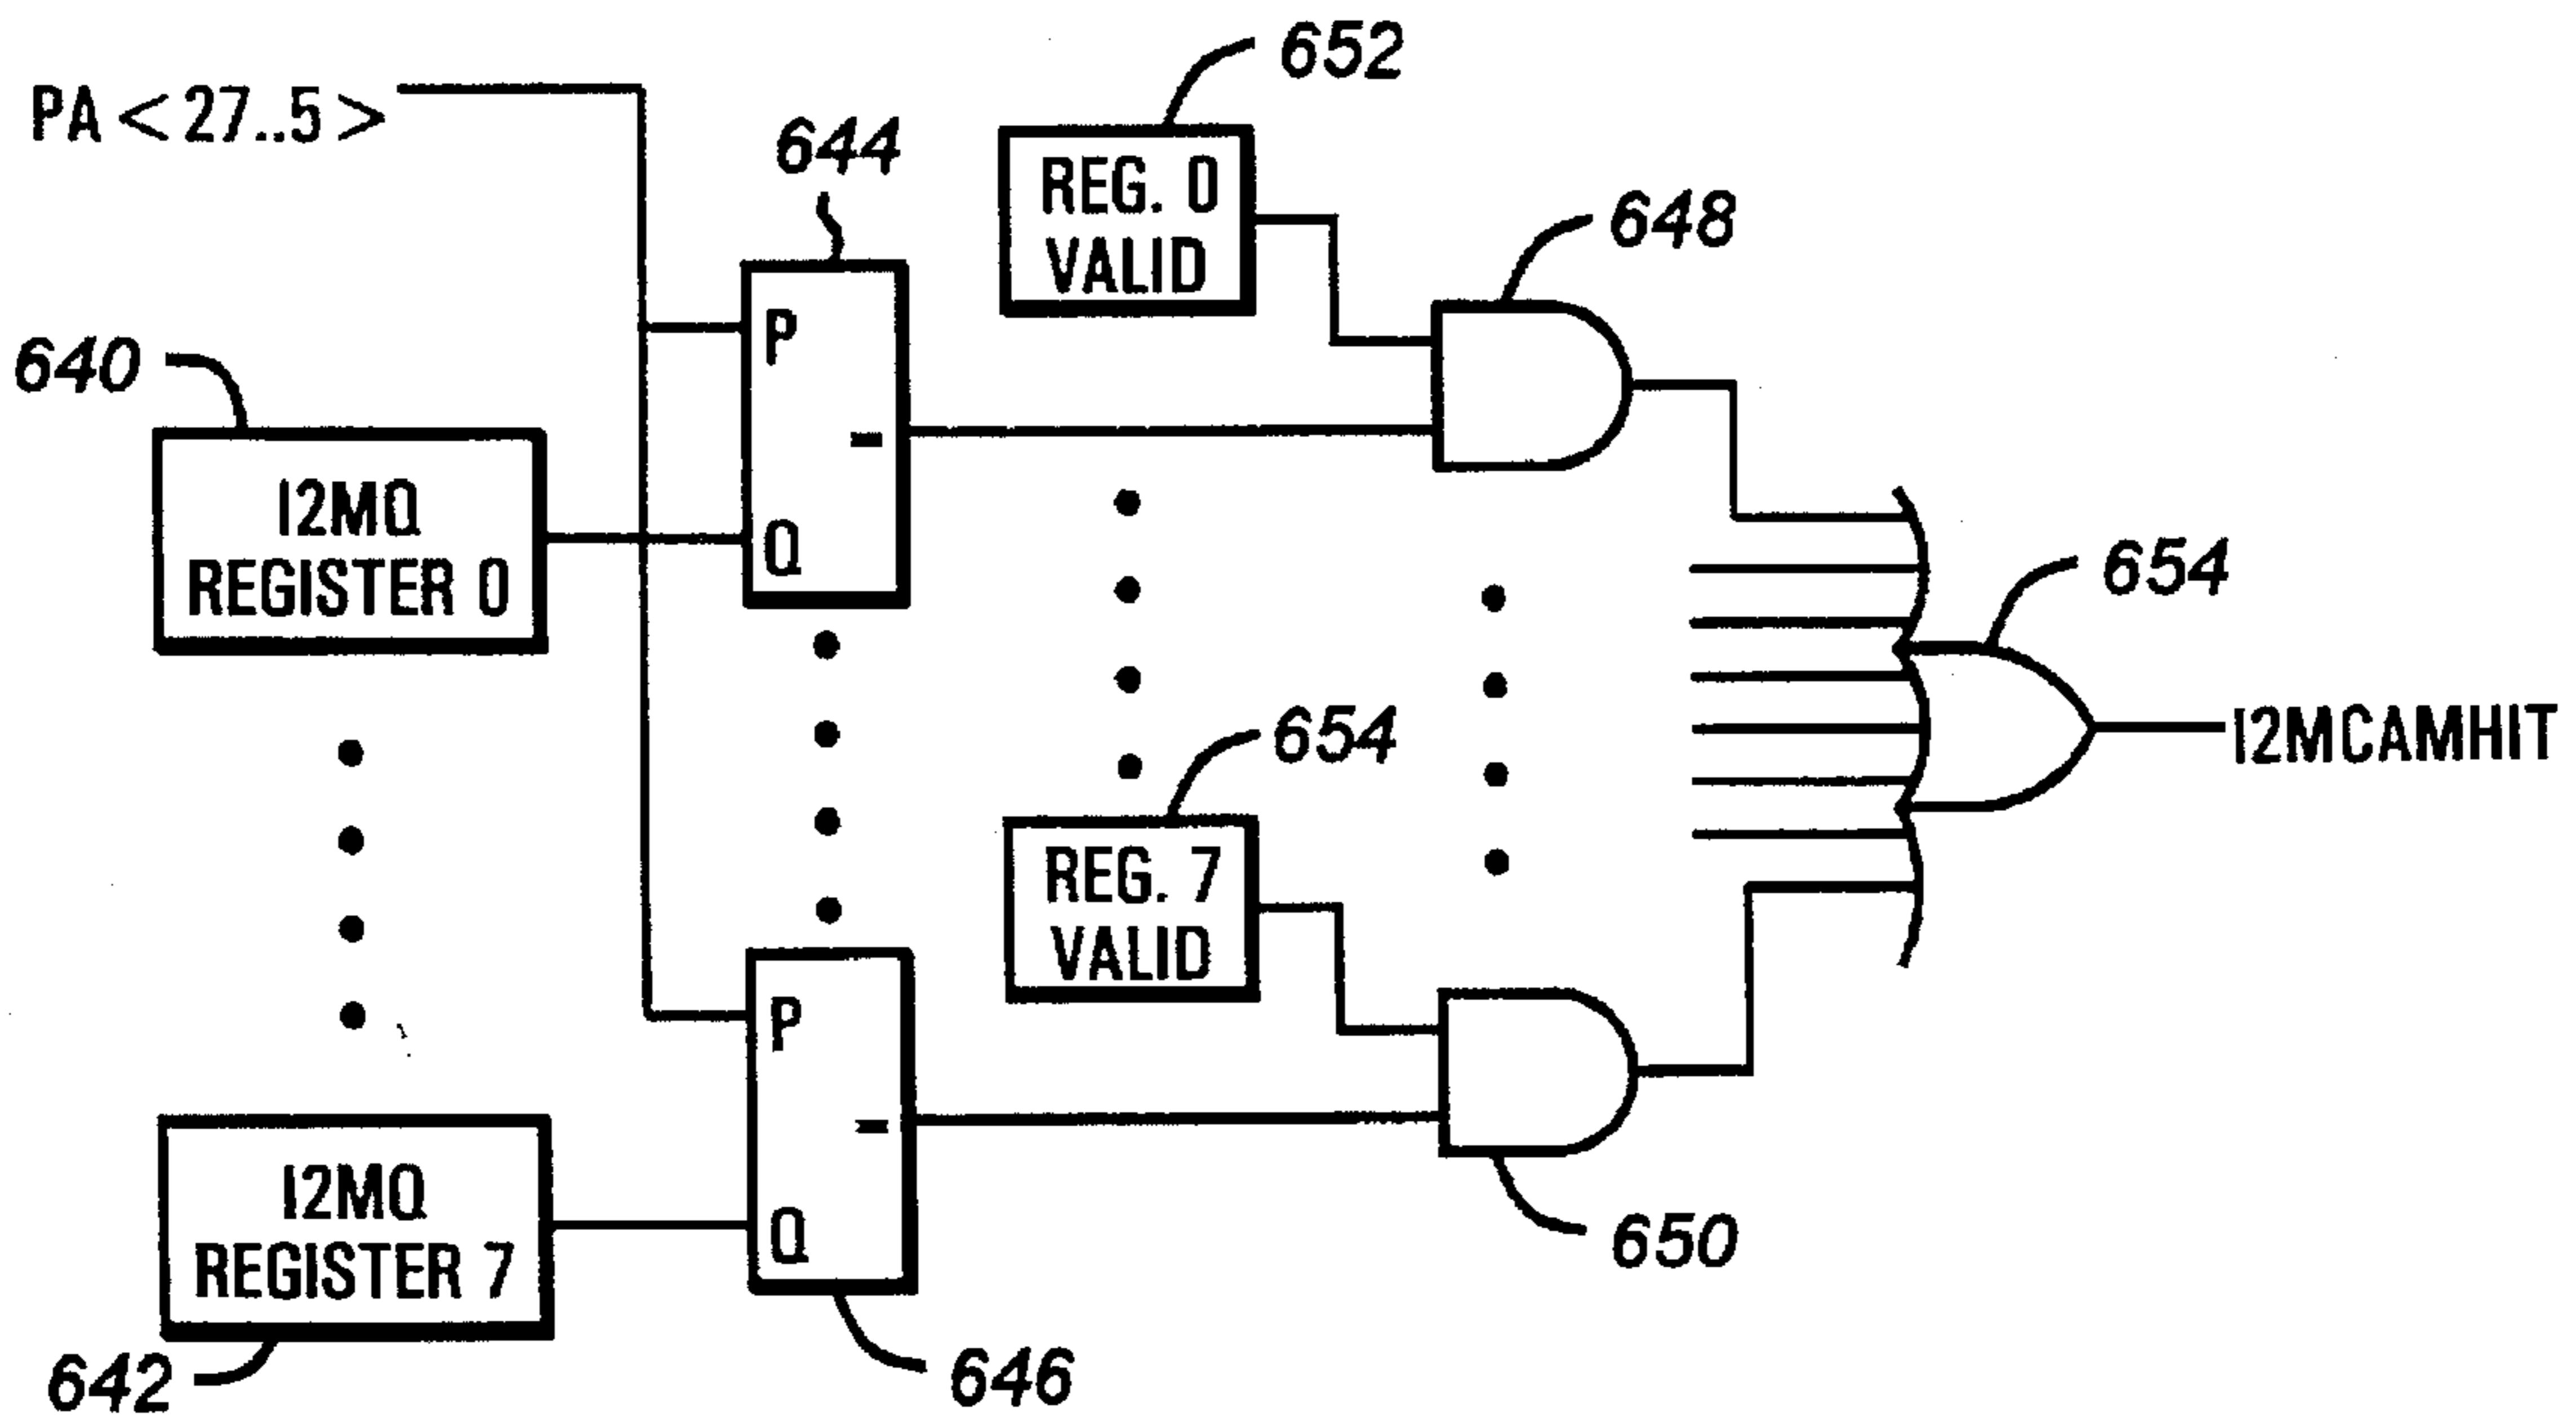 652
PA <27..5>
644
REG. 0
VALID
648
P
640
I2MQ
REGISTER 0
Q
654
654
I2MCAMHIT
REG. 7
VALID
P
I2MQ
REGISTER 7
Q
650
642
646